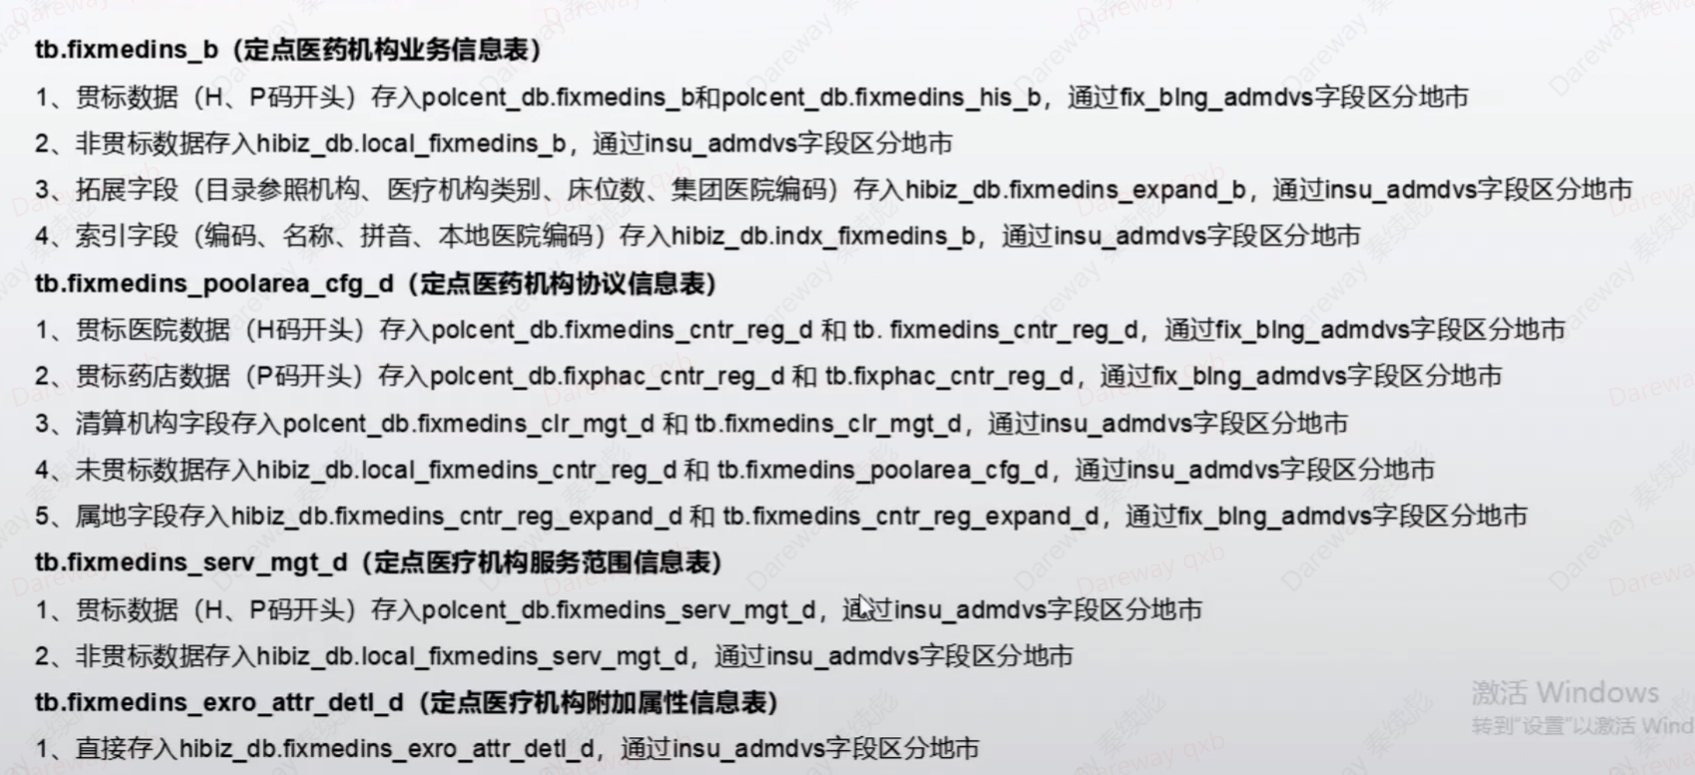 tb.fixmedins_b（定点医药机构业务信息表）
1、贯标数据（H、P码开头）存入polcent_db.fixmedins_b和polcent_db.fixmedins_his_b，通过fix_blng_admdvs字段区分地市
2、非贯标数据存入hibiz_db.local_fixmedins_b，通过insu_admdvs字段区分地市
3、拓展字段（目录参照机构、医疗机构类别、床位数、集团医院编码）存入hibiz_db.fixmedins_expand_b，通过insu_admdvs字段区分地市
4、索引字段（编码、名称、拼音、本地医院编码）存入hibiz_db.indx_fixmedins_b，通过insu_admdvs字段区分地市
tb.fixmedins_poolarea_cfg_d（定点医药机构协议信息表）
1、贯标医院数据（H码开头）存入polcent_db.fixmedins_cntr_reg_d 和 tb. fixmedins_cntr_reg_d，通过fix_blng_admdvs字段区分地市
2、贯标药店数据（P码开头）存入polcent_db.fixphac_cntr_reg_d 和 tb.fixphac_cntr_reg_d，通过fix_blng_admdvs字段区分地市
3、清算机构字段存入polcent_db.fixmedins_clr_mgt_d 和 tb.fixmedins_clr_mgt_d，通过insu_admdvs字段区分地市
4、未贯标数据存入hibiz_db.local_fixmedins_cntr_reg_d 和 tb.fixmedins_poolarea_cfg_d，通过insu_admdvs字段区分地市
5、属地字段存入hibiz_db.fixmedins_cntr_reg_expand_d 和 tb.fixmedins_cntr_reg_expand_d，通过fix_blng_admdvs字段区分地市
tb.fixmedins_serv_mgt_d（定点医疗机构服务范围信息表）
1、贯标数据（H、P码开头）存入polcent_db.fixmedins_serv_mgt_d，通过insu_admdvs字段区分地市
2、非贯标数据存入hibiz_db.local_fixmedins_serv_mgt_d，通过insu_admdvs字段区分地市
tb.fixmedins_exro_attr_detl_d（定点医疗机构附加属性信息表）
1、直接存入hibiz_db.fixmedins_exro_attr_detl_d，通过insu_admdvs字段区分地市
激活 Windows
转到“设置”以激活 Wind
Dareway qxb